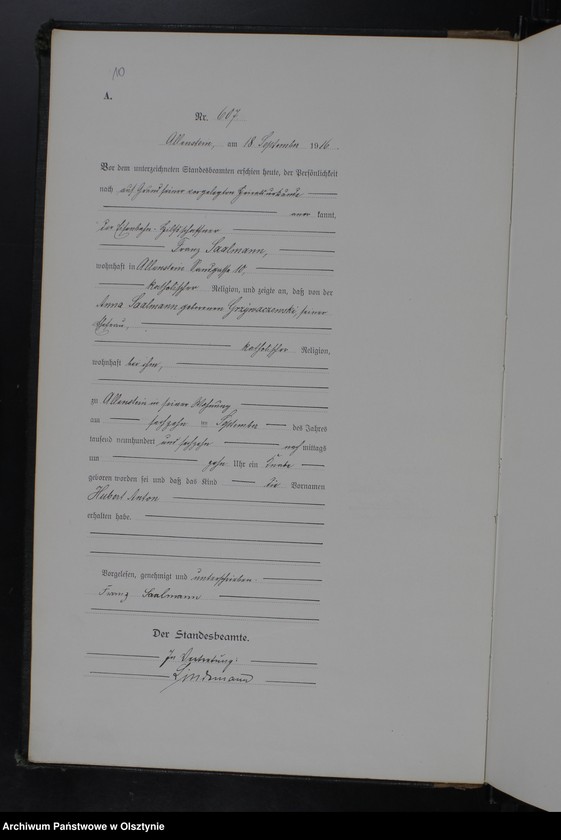 10
A.
Nr. 607
Allenstein, am 18. September 1916.
Vor dem unterzeichneten Standesbeamten erschien heute, der Persönlichkeit
nach auf Grund seiner vorgelegten Heiratsurkunde
aner kannt,
der Eisenbahn-Hilfsschaffner
Franz Saalmann,
wohnhaft in Allenstein, 10,
katholischer Religion, und zeigte an, daß von der
Anna Saalmann geborenen Grzywaczewski, seiner
Ehefrau,
katholischer Religion,
wohnhaft bei ihm,
zu Allenstein in seiner Wohnung
am sechzehn ten September des Jahres
tausend neunhundert und sechzehn nach mittags
um zehn Uhr ein Knabe
geboren worden sei und daß das Kind die Vornamen
Hubert Anton
erhalten habe.
Vorgelesen, genehmigt und unterschrieben
Franz Saalmann
Der Standesbeamte.
In Vertretung:
Lindemann
Archiwum Państwowe w Olsztynie